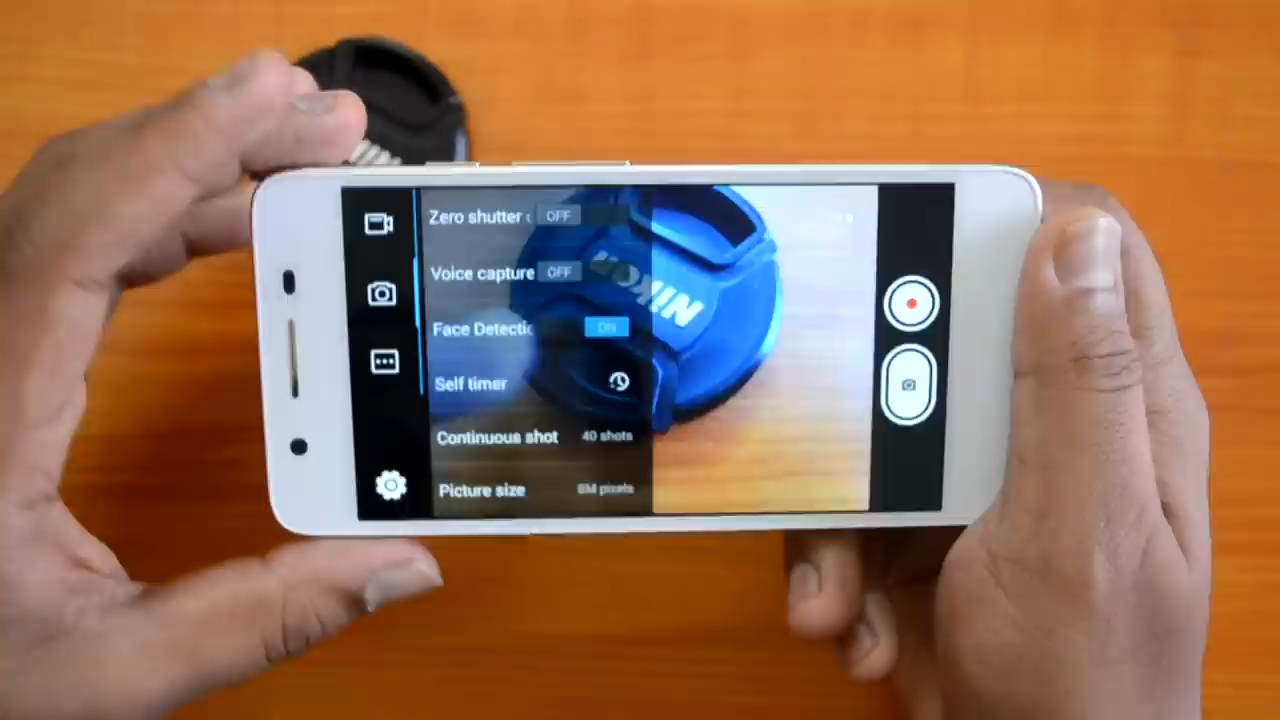 Zero shutter OFF
Voice capture OFF
Face Detectic ON
Self timer
Continuous shot 40 shots
Picture size 8M pixels
NIKON